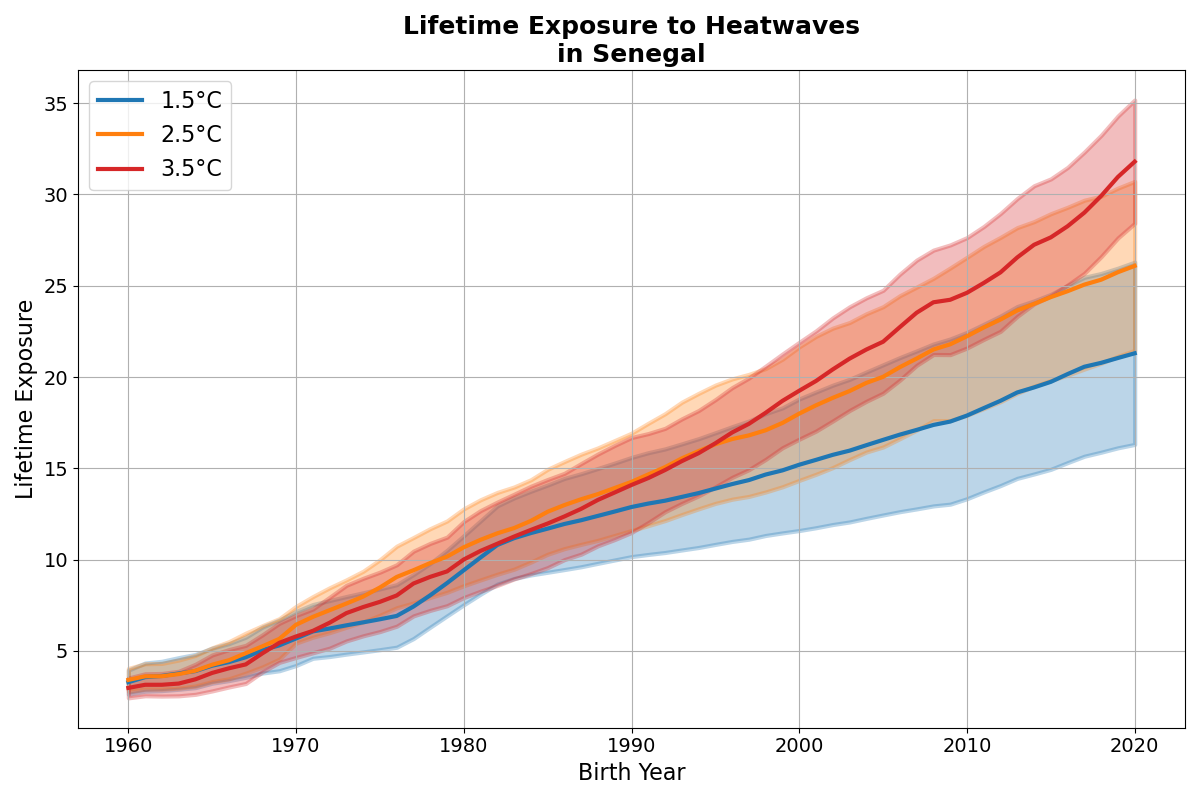 Lifetime Exposure to Heatwaves
in Senegal
1.5°C
2.5°C
3.5°C
Lifetime Exposure
35
30
25
20
15
10
5
1960 1970 1980 1990 2000 2010 2020
Birth Year